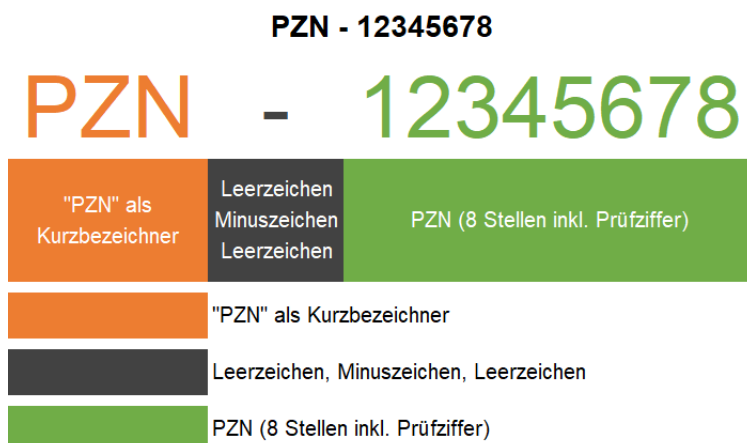 PZN - 12345678
PZN - 12345678
"PZN" als
Kurzbezeichner
Leerzeichen
Minuszeichen
Leerzeichen
PZN (8 Stellen inkl. Prüfziffer)
"PZN" als Kurzbezeichner
Leerzeichen, Minuszeichen, Leerzeichen
PZN (8 Stellen inkl. Prüfziffer)